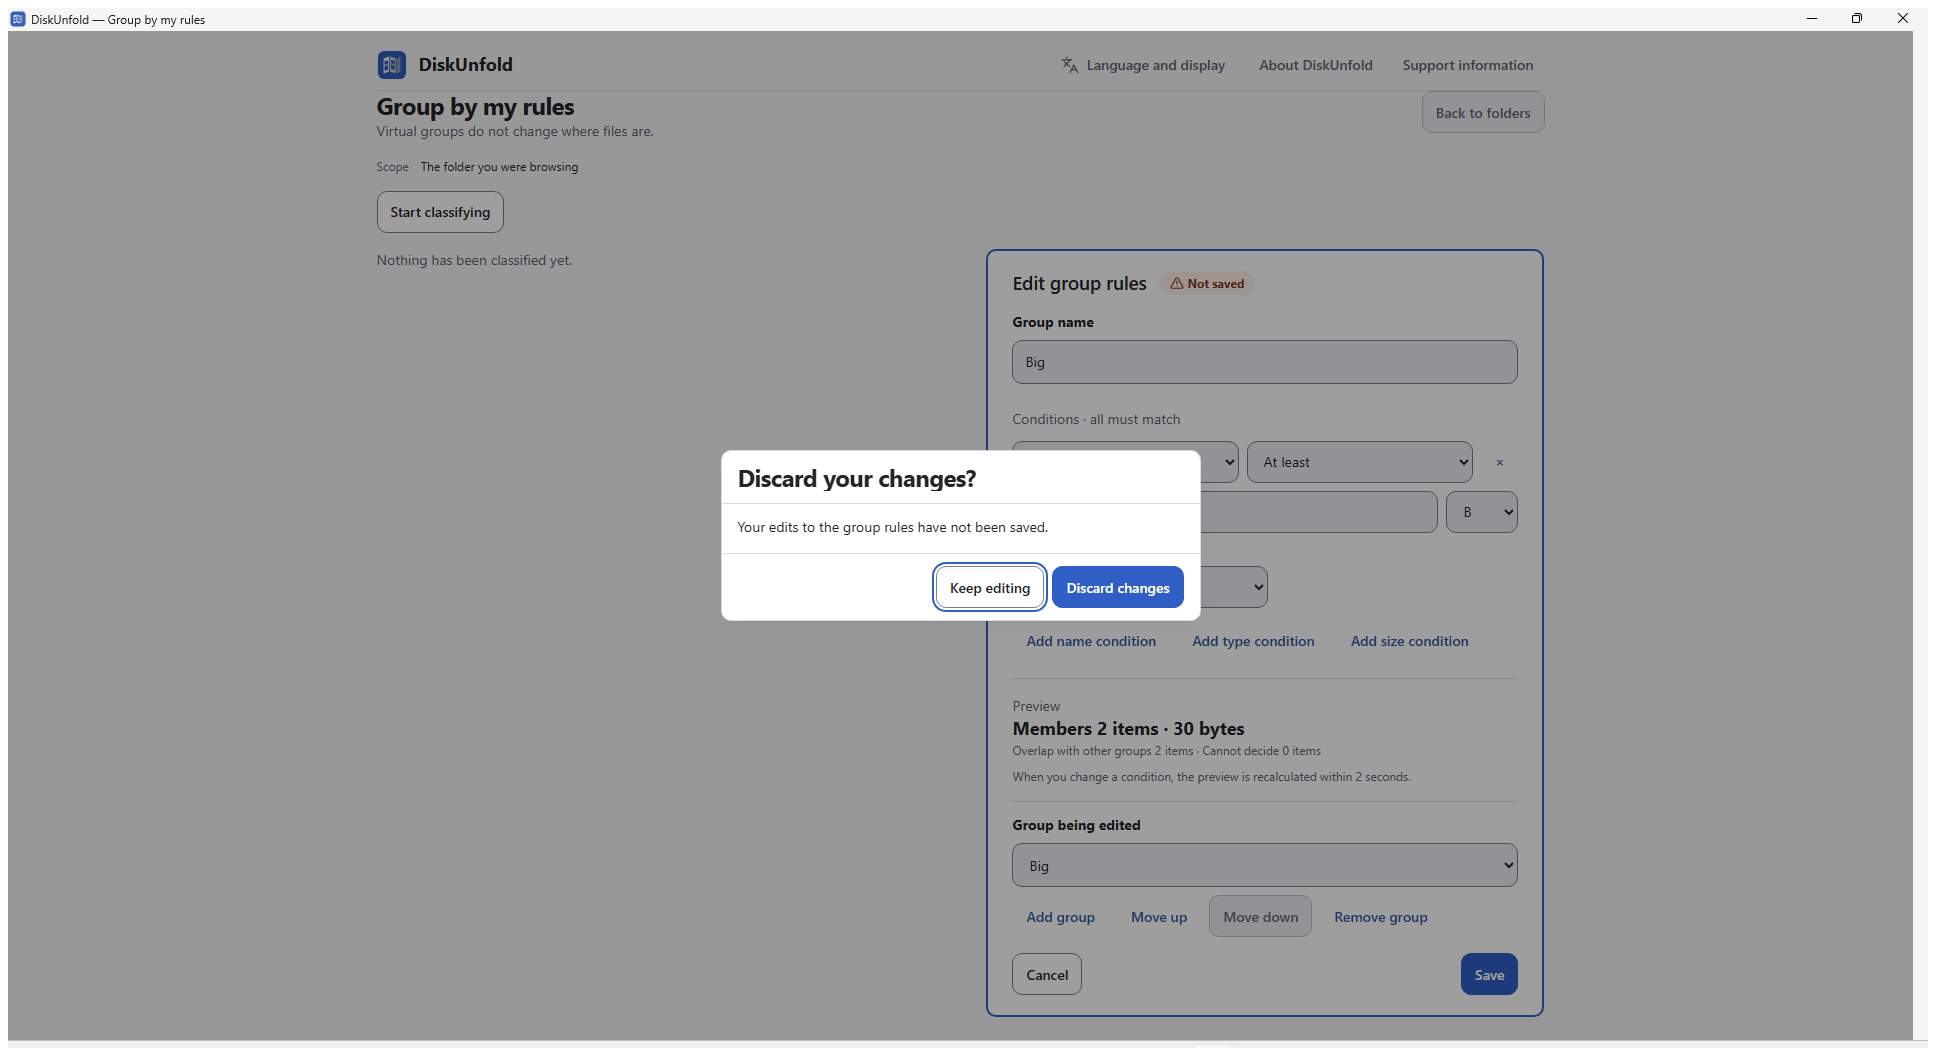 DiskUnfold — Group by my rules
DiskUnfold
Language and display
About DiskUnfold
Support information
Group by my rules
Virtual groups do not change where files are.
Back to folders
Scope The folder you were browsing
Start classifying
Nothing has been classified yet.
Edit group rules
Not saved
Group name
Big
Conditions · all must match
At least
×
B
Discard your changes?
Your edits to the group rules have not been saved.
Keep editing
Discard changes
Add name condition
Add type condition
Add size condition
Preview
Members 2 items · 30 bytes
Overlap with other groups 2 items · Cannot decide 0 items
When you change a condition, the preview is recalculated within 2 seconds.
Group being edited
Big
Add group
Move up
Move down
Remove group
Cancel
Save